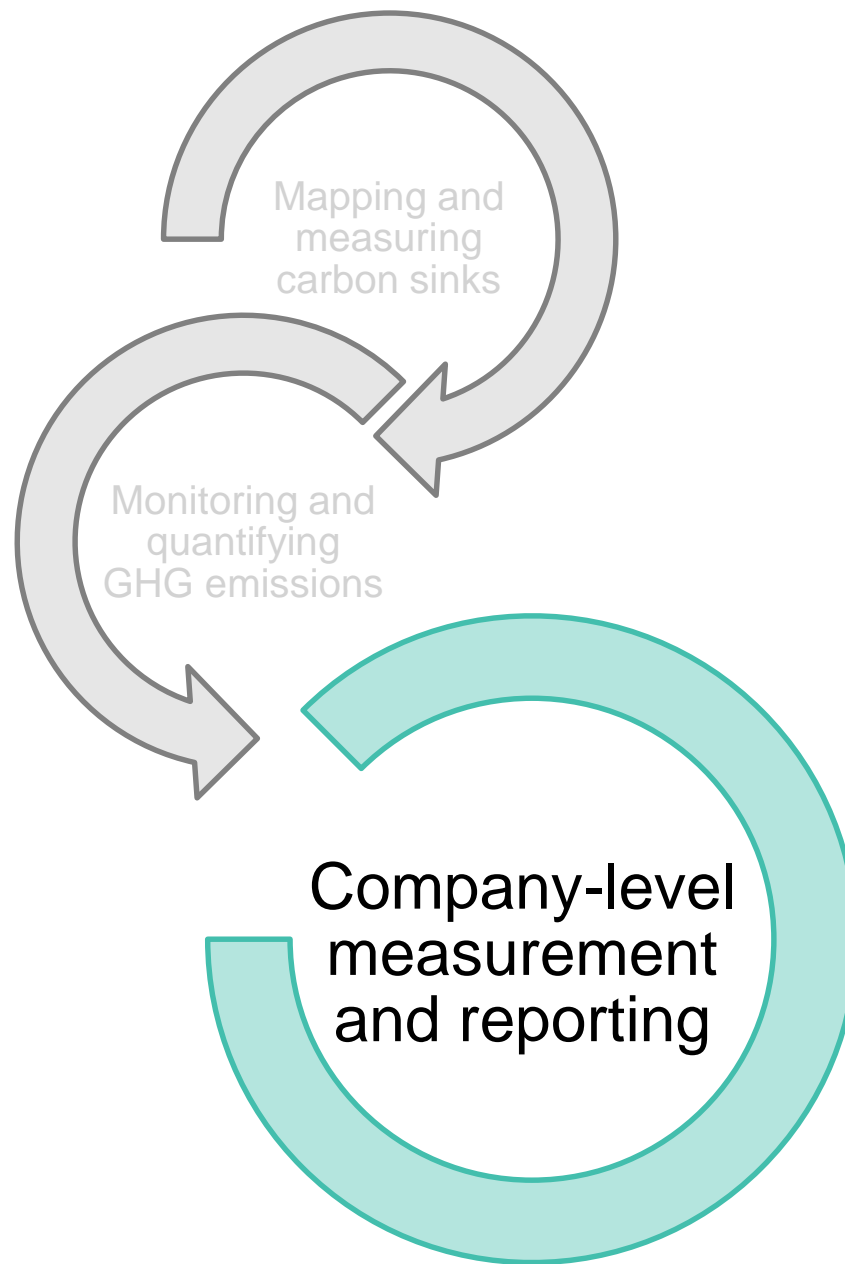 Mapping and
measuring
carbon sinks
Monitoring and
quantifying
GHG emissions
Company-level
measurement
and reporting